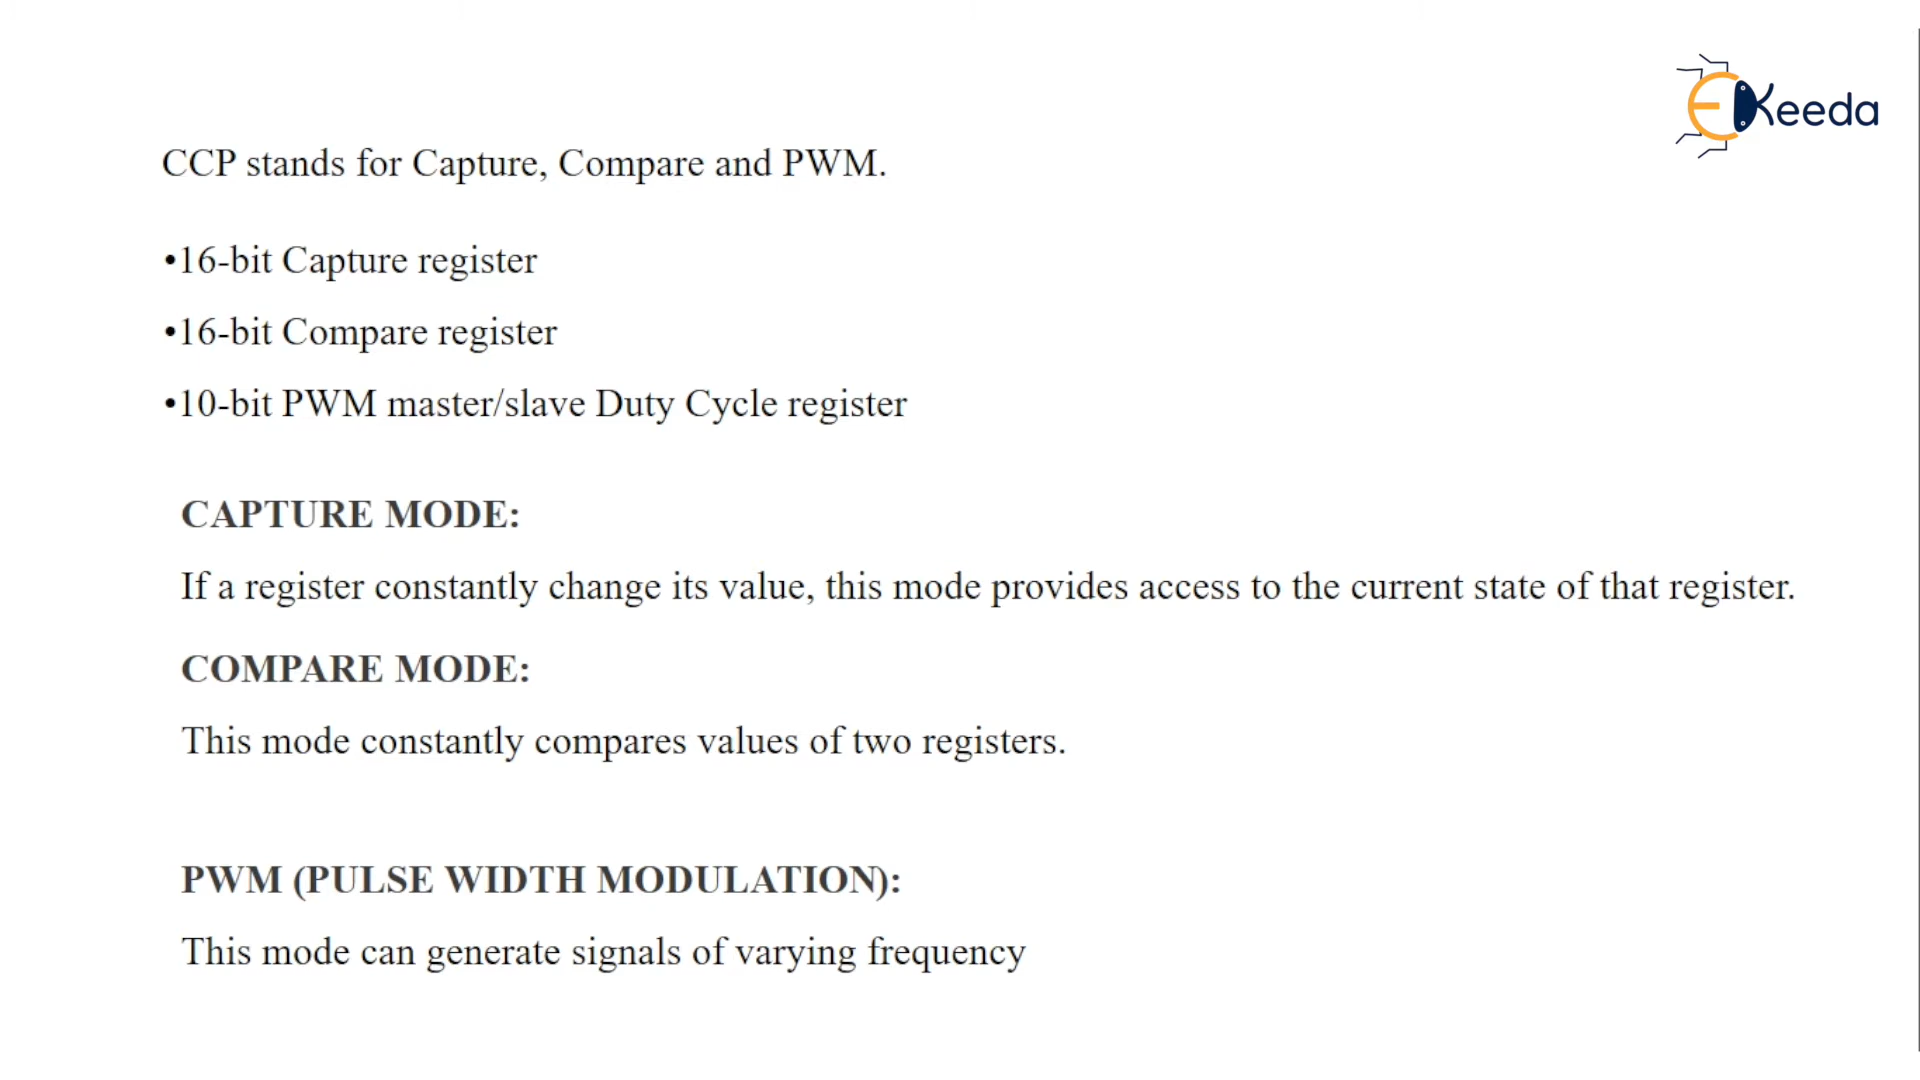 EKeeda
CCP stands for Capture, Compare and PWM.
•16-bit Capture register
•16-bit Compare register
•10-bit PWM master/slave Duty Cycle register
CAPTURE MODE:
If a register constantly change its value, this mode provides access to the current state of that register.
COMPARE MODE:
This mode constantly compares values of two registers.
PWM (PULSE WIDTH MODULATION):
This mode can generate signals of varying frequency